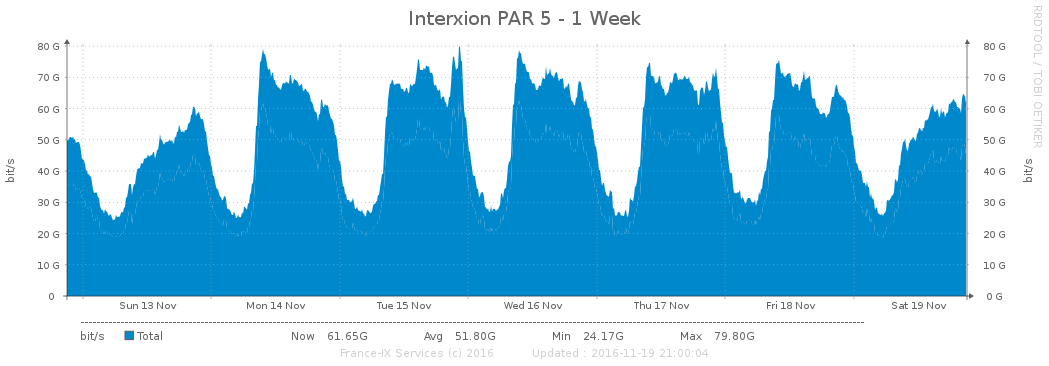 Interxion PAR 5 - 1 Week
RRDTOOL / TOBI OETIKER
80 G 80 G
70 G 70 G
60 G 60 G
50 G 50 G
40 G 40 G
30 G 30 G
20 G 20 G
10 G 10 G
0 0 G
bit/s
bit/s
Sun 13 Nov Mon 14 Nov Tue 15 Nov Wed 16 Nov Thu 17 Nov Fri 18 Nov Sat 19 Nov
bit/s Total Now 61.65G Avg 51.80G Min 24.17G Max 79.80G
France-IX Services (c) 2016 Updated : 2016-11-19 21:00:04